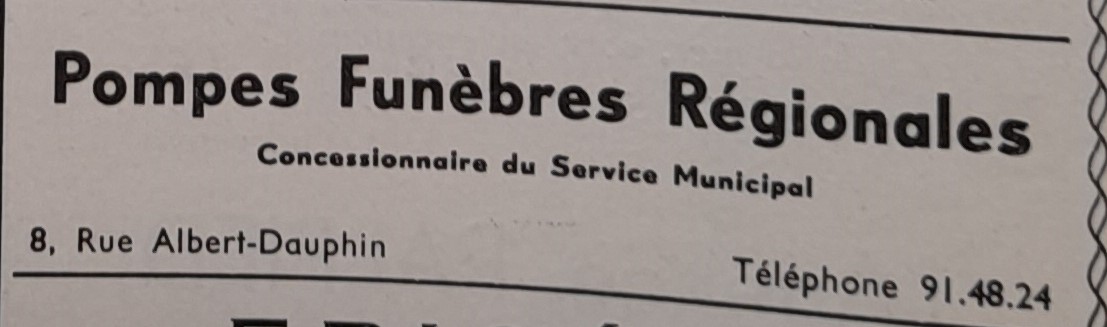 Pompes Funèbres Régionales
Concessionnaire du Service Municipal
8, Rue Albert-Dauphin
Téléphone 91.48.24